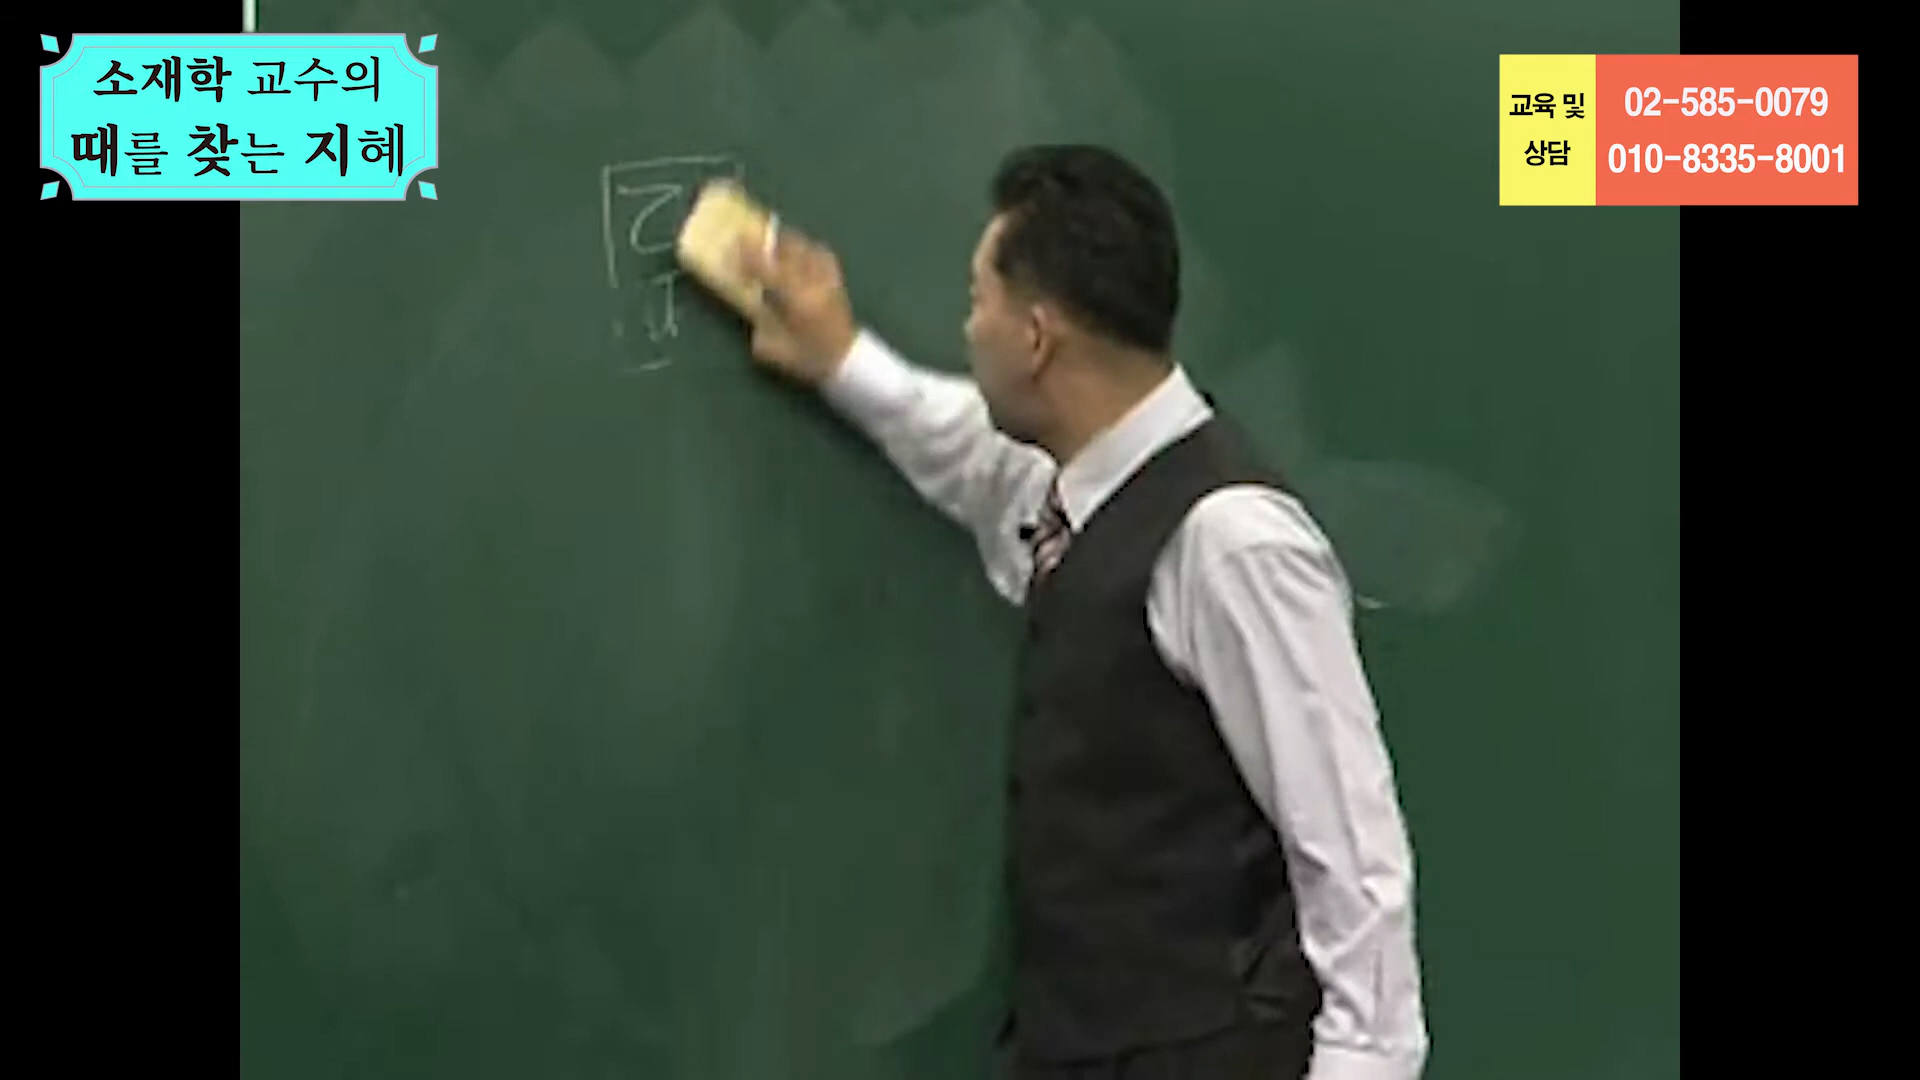 소재학 교수의
때를 찾는 지혜
교육 및
상담
02-585-0079
010-8335-8001
乙